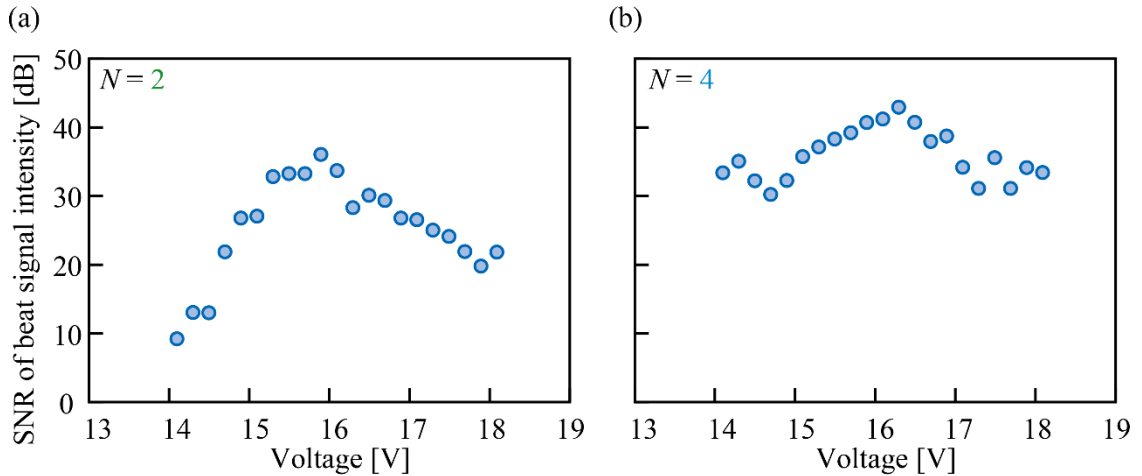 (a)
(b)
SNR of beat signal intensity [dB]
50
40
30
20
10
0
N = 2
13 14 15 16 17 18 19
Voltage [V]
N = 4
13 14 15 16 17 18 19
Voltage [V]